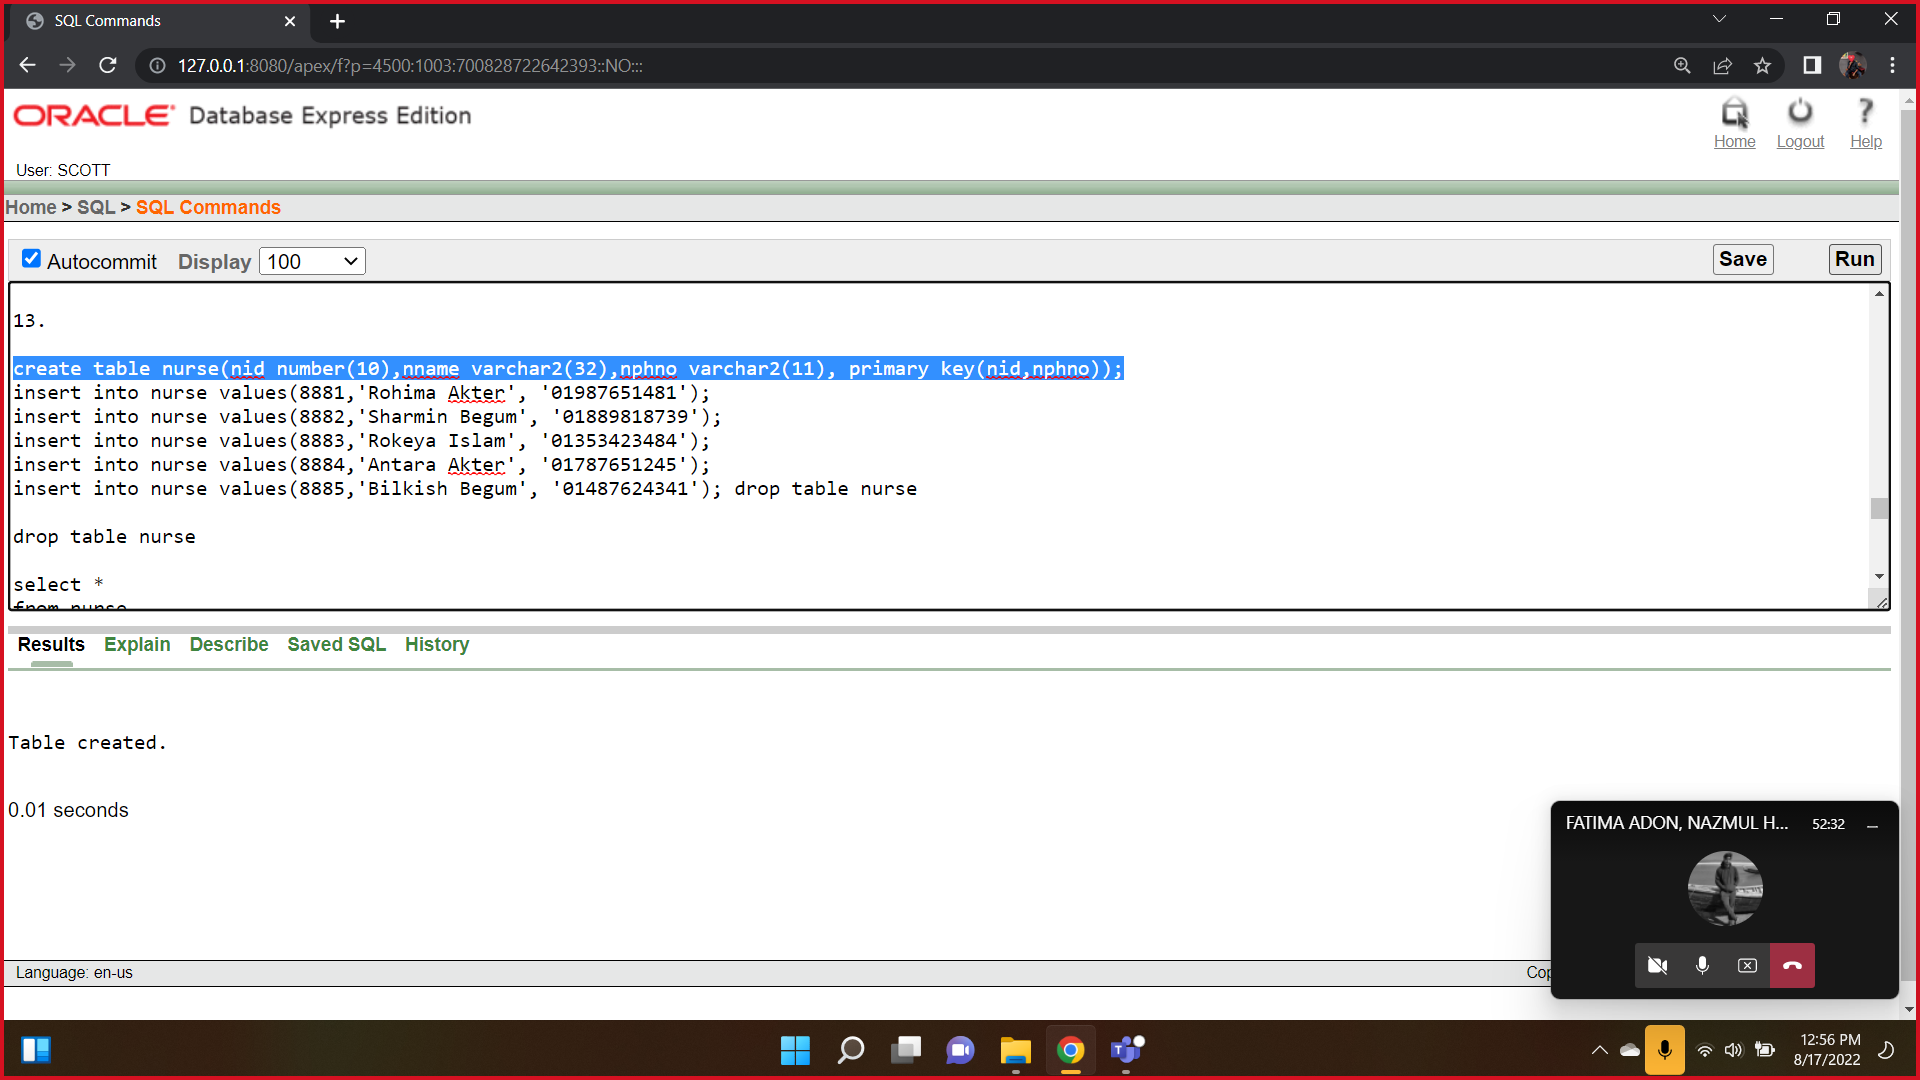 SQL Commands
127.0.0.1:8080/apex/f?p=4500:1003:700828722642393::NO:::
ORACLE Database Express Edition
Home Logout Help
User: SCOTT
Home > SQL > SQL Commands
Autocommit Display 100 Save Run
13.
create table nurse(nid number(10),nname varchar2(32),nphno varchar2(11), primary key(nid,nphno));
insert into nurse values(8881,'Rohima Akter', '01987651481');
insert into nurse values(8882,'Sharmin Begum', '01889818739');
insert into nurse values(8883,'Rokeya Islam', '01353423484');
insert into nurse values(8884,'Antara Akter', '01787651245');
insert into nurse values(8885,'Bilkish Begum', '01487624341'); drop table nurse
drop table nurse
select *
from nurse
Results Explain Describe Saved SQL History
Table created.
0.01 seconds
FATIMA ADON, NAZMUL H... 52:32
Language: en-us
Cop
12:56 PM
8/17/2022